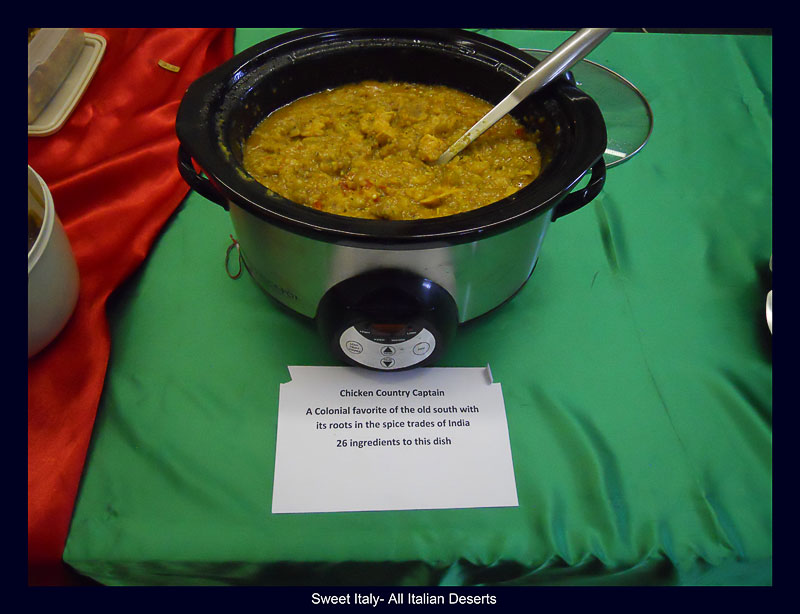 Chicken Country Captain
A Colonial favorite of the old south with
its roots in the spice trades of India
26 ingredients to this dish
Sweet Italy- All Italian Deserts